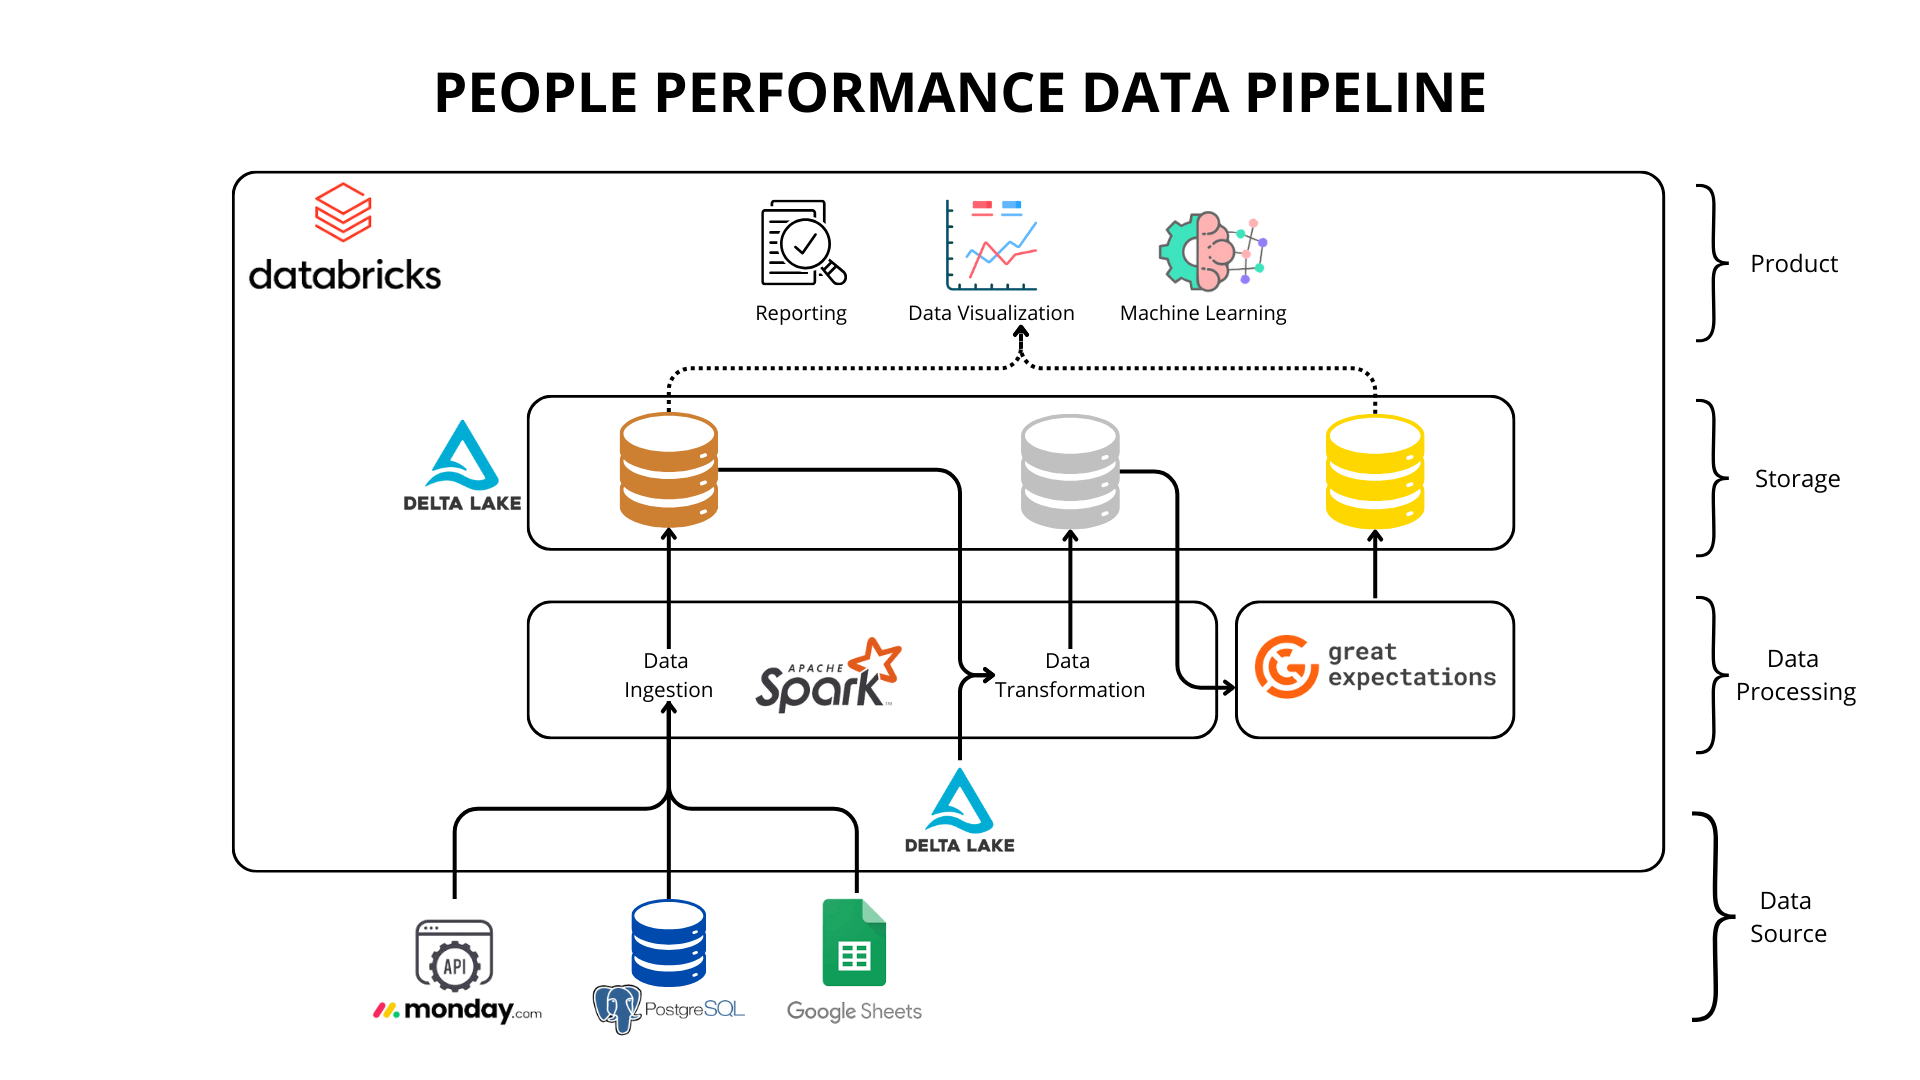 PEOPLE PERFORMANCE DATA PIPELINE
databricks
Reporting
Data Visualization
Machine Learning
Product
DELTA LAKE
Storage
Data
Ingestion
APACHE
Spark™
Data
Transformation
great
expectations
Data
Processing
DELTA LAKE
Data
Source
API
monday.com
PostgreSQL
Google Sheets